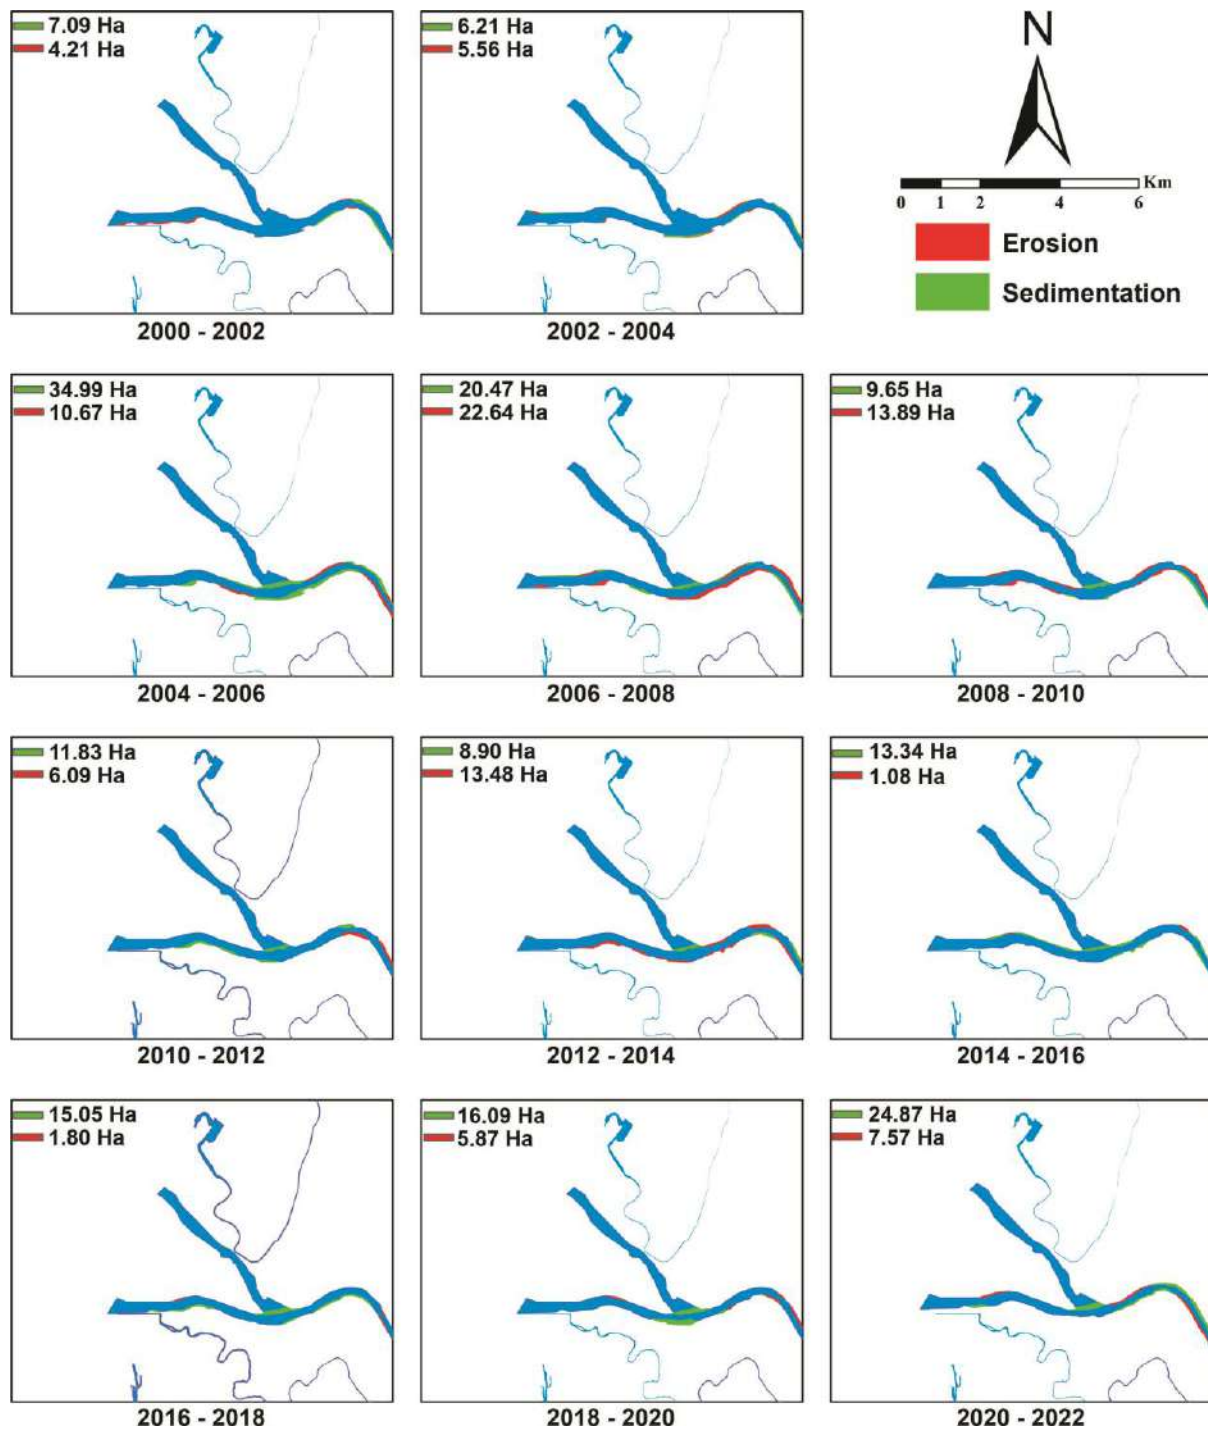 7.09 Ha
4.21 Ha
2000 - 2002
6.21 Ha
5.56 Ha
2002 - 2004
N
Km
0 1 2 4 6
Erosion
Sedimentation
34.99 Ha
10.67 Ha
2004 - 2006
20.47 Ha
22.64 Ha
2006 - 2008
9.65 Ha
13.89 Ha
2008 - 2010
11.83 Ha
6.09 Ha
2010 - 2012
8.90 Ha
13.48 Ha
2012 - 2014
13.34 Ha
1.08 Ha
2014 - 2016
15.05 Ha
1.80 Ha
2016 - 2018
16.09 Ha
5.87 Ha
2018 - 2020
24.87 Ha
7.57 Ha
2020 - 2022